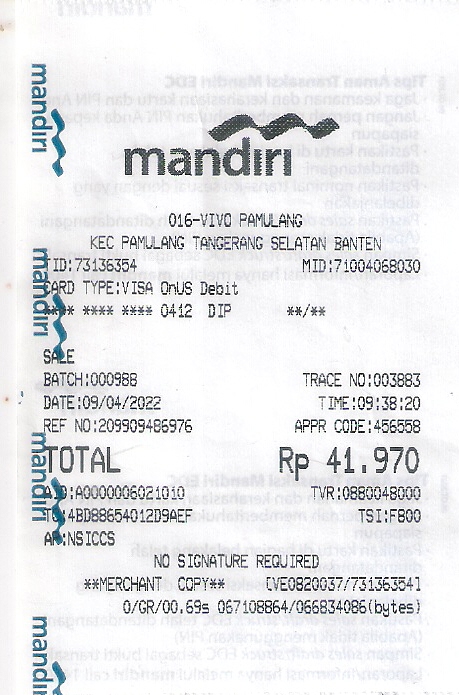 mandiri
016-VIVO PAMULANG
KEC PAMULANG TANGERANG SELATAN BANTEN
TID:73136354 MID:71004068030
CARD TYPE:VISA OnUS Debit
**** **** **** 0412 DIP **/**
SALE
BATCH:000988 TRACE NO:003883
DATE:09/04/2022 TIME:09:38:20
REF NO:209909486976 APPR CODE:456558
TOTAL Rp 41.970
AID:A0000006021010 TVR:0880048000
TC:4BD88654012D9AEF TSI:F800
AP:NSICCS
NO SIGNATURE REQUIRED
**MERCHANT COPY** [VE0820037/73136354]
0/GR/00.69s 067108864/066834086(bytes)
mandiri
mandiri
mandiri
mandiri